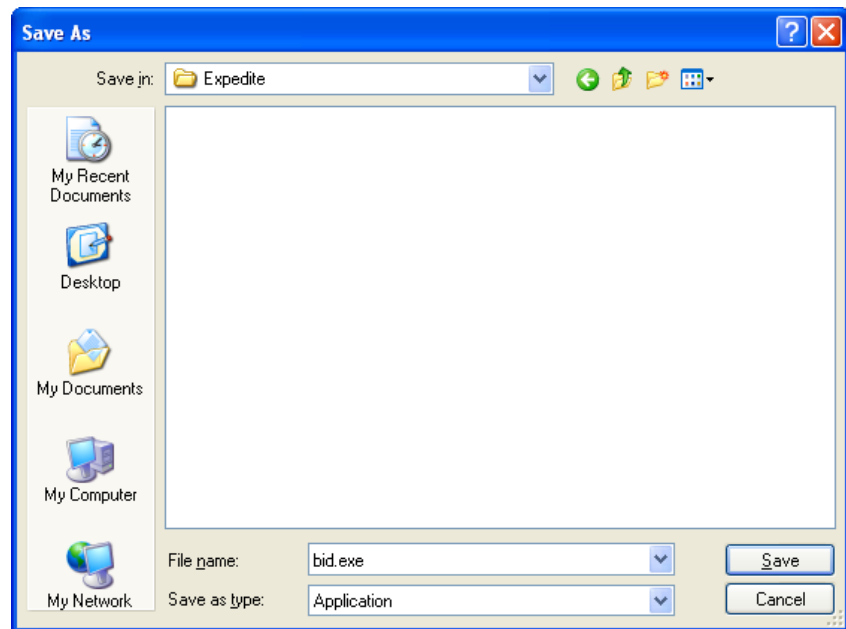 Save As
Save in:
Expedite
My Recent
Documents
Desktop
My Documents
My Computer
My Network
File name:
bid.exe
Save
Save as type:
Application
Cancel